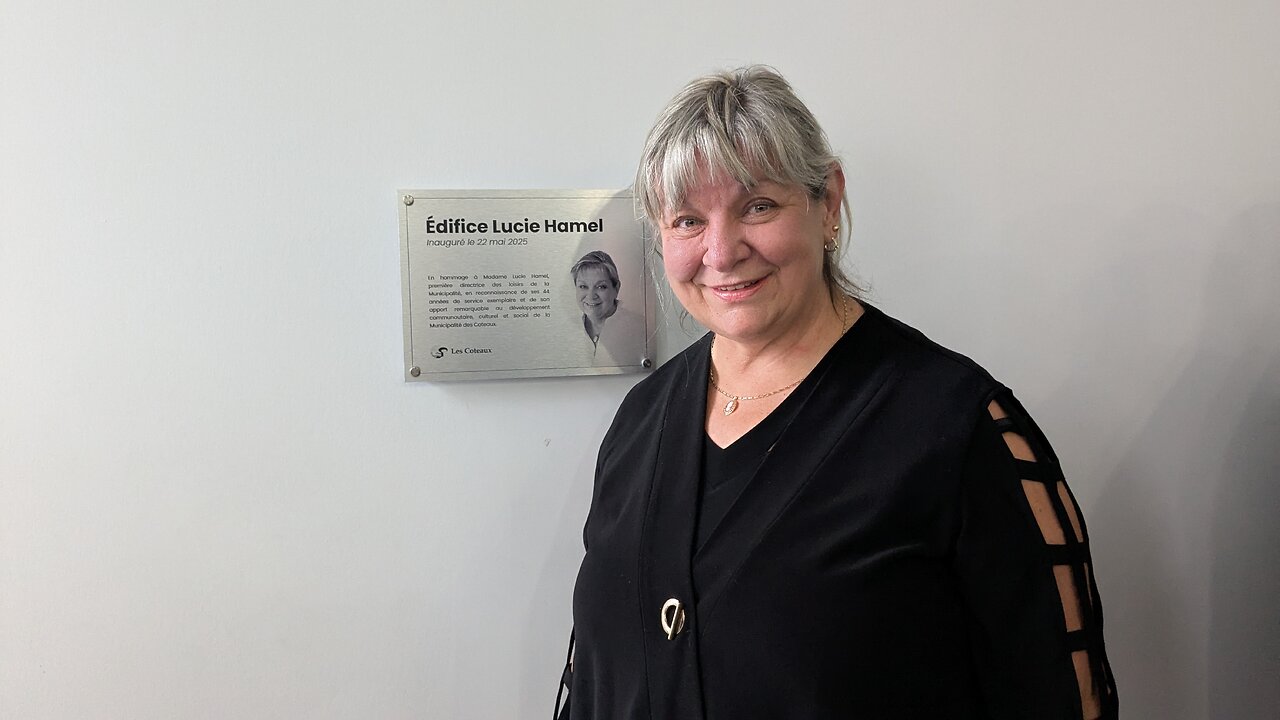 Édifice Lucie Hamel
Inauguré le 22 mai 2025
En hommage à Madame Lucie Hamel,
première directrice des loisirs de la
Municipalité, en reconnaissance de ses 44
années de service exemplaire et de son
apport remarquable au développement
communautaire, culturel et social de la
Municipalité des Coteaux.
Les Coteaux